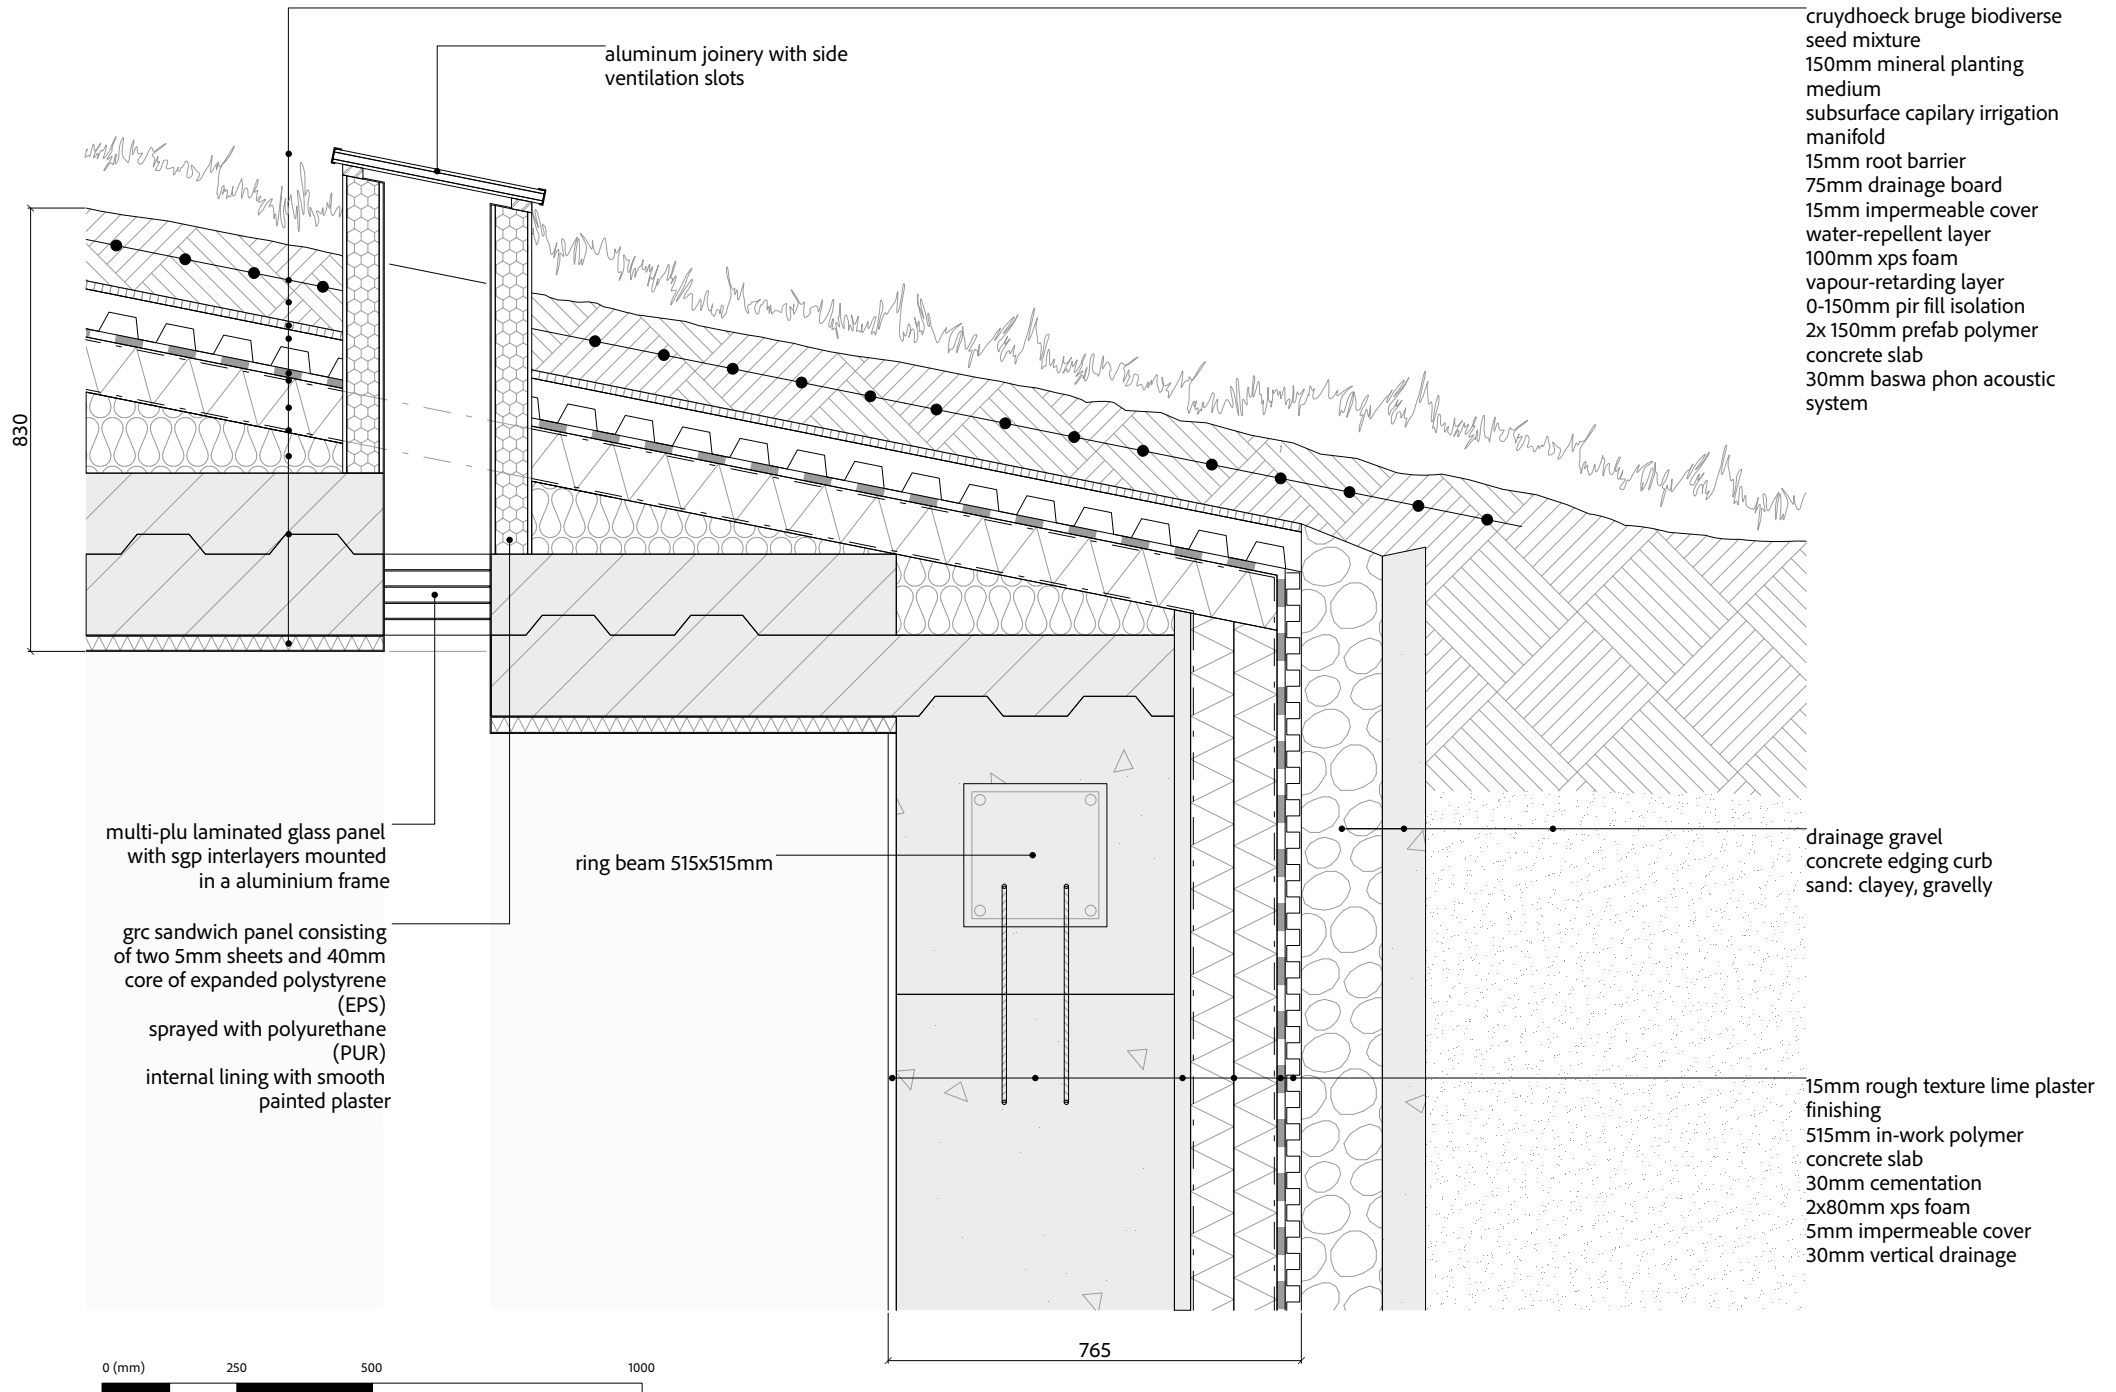 cruydhoeck bruge biodiverse
seed mixture
150mm mineral planting
medium
subsurface capilary irrigation
manifold
15mm root barrier
75mm drainage board
15mm impermeable cover
water-repellent layer
100mm xps foam
vapour-retarding layer
0-150mm pir fill isolation
2x 150mm prefab polymer
concrete slab
30mm baswa phon acoustic
system
aluminum joinery with side
ventilation slots
830
multi-plu laminated glass panel
with sgp interlayers mounted
in a aluminium frame
grc sandwich panel consisting
of two 5mm sheets and 40mm
core of expanded polystyrene
(EPS)
sprayed with polyurethane
(PUR)
internal lining with smooth
painted plaster
ring beam 515x515mm
drainage gravel
concrete edging curb
sand: clayey, gravelly
15mm rough texture lime plaster
finishing
515mm in-work polymer
concrete slab
30mm cementation
2x80mm xps foam
5mm impermeable cover
30mm vertical drainage
765
0 (mm) 250 500 1000